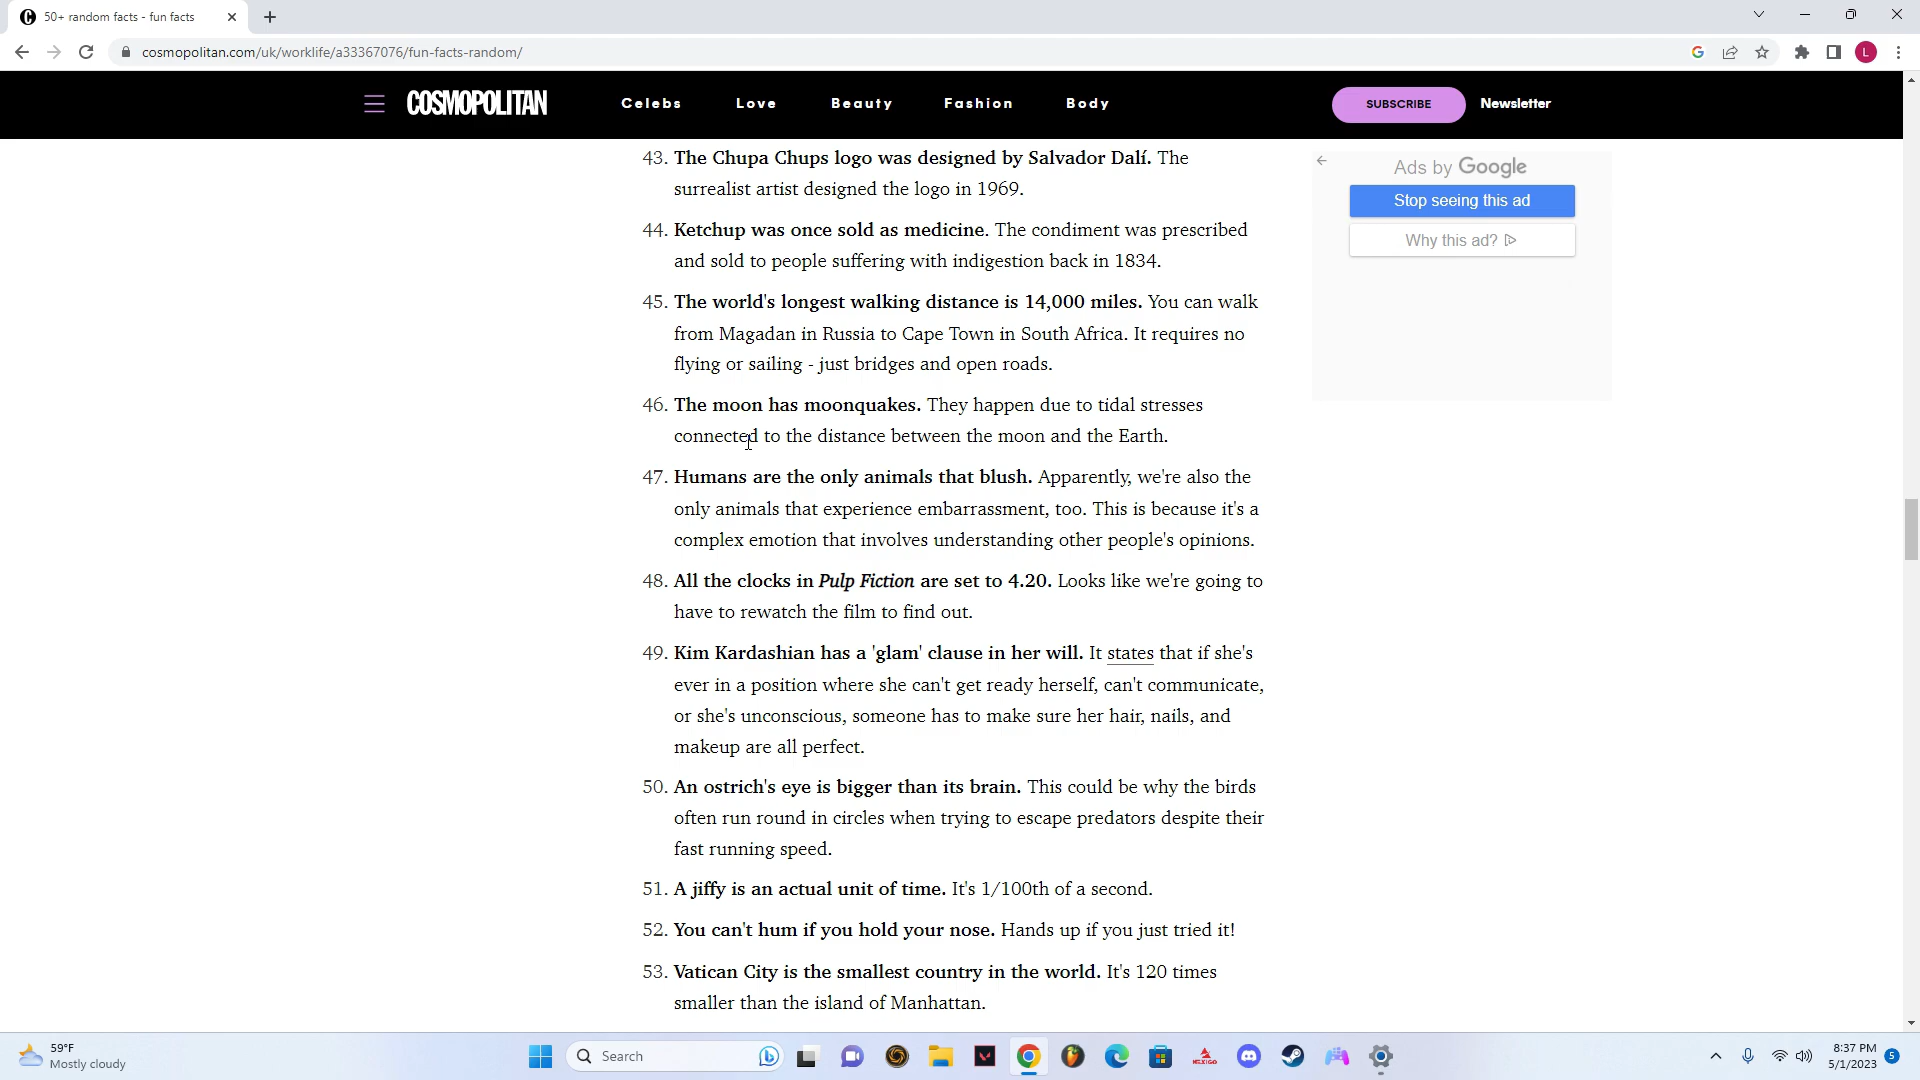 50+ random facts - fun facts
cosmopolitan.com/uk/worklife/a33367076/fun-facts-random/
L
COSMOPOLITAN
Celebs Love Beauty Fashion Body
SUBSCRIBE Newsletter
43. The Chupa Chups logo was designed by Salvador Dalí. The
surrealist artist designed the logo in 1969.
44. Ketchup was once sold as medicine. The condiment was prescribed
and sold to people suffering with indigestion back in 1834.
45. The world's longest walking distance is 14,000 miles. You can walk
from Magadan in Russia to Cape Town in South Africa. It requires no
flying or sailing - just bridges and open roads.
46. The moon has moonquakes. They happen due to tidal stresses
connected to the distance between the moon and the Earth.
47. Humans are the only animals that blush. Apparently, we're also the
only animals that experience embarrassment, too. This is because it's a
complex emotion that involves understanding other people's opinions.
48. All the clocks in Pulp Fiction are set to 4.20. Looks like we're going to
have to rewatch the film to find out.
49. Kim Kardashian has a 'glam' clause in her will. It states that if she's
ever in a position where she can't get ready herself, can't communicate,
or she's unconscious, someone has to make sure her hair, nails, and
makeup are all perfect.
50. An ostrich's eye is bigger than its brain. This could be why the birds
often run round in circles when trying to escape predators despite their
fast running speed.
51. A jiffy is an actual unit of time. It's 1/100th of a second.
52. You can't hum if you hold your nose. Hands up if you just tried it!
53. Vatican City is the smallest country in the world. It's 120 times
smaller than the island of Manhattan.
Ads by Google
Stop seeing this ad
Why this ad?
59°F
Mostly cloudy
Search
8:37 PM
5/1/2023
5